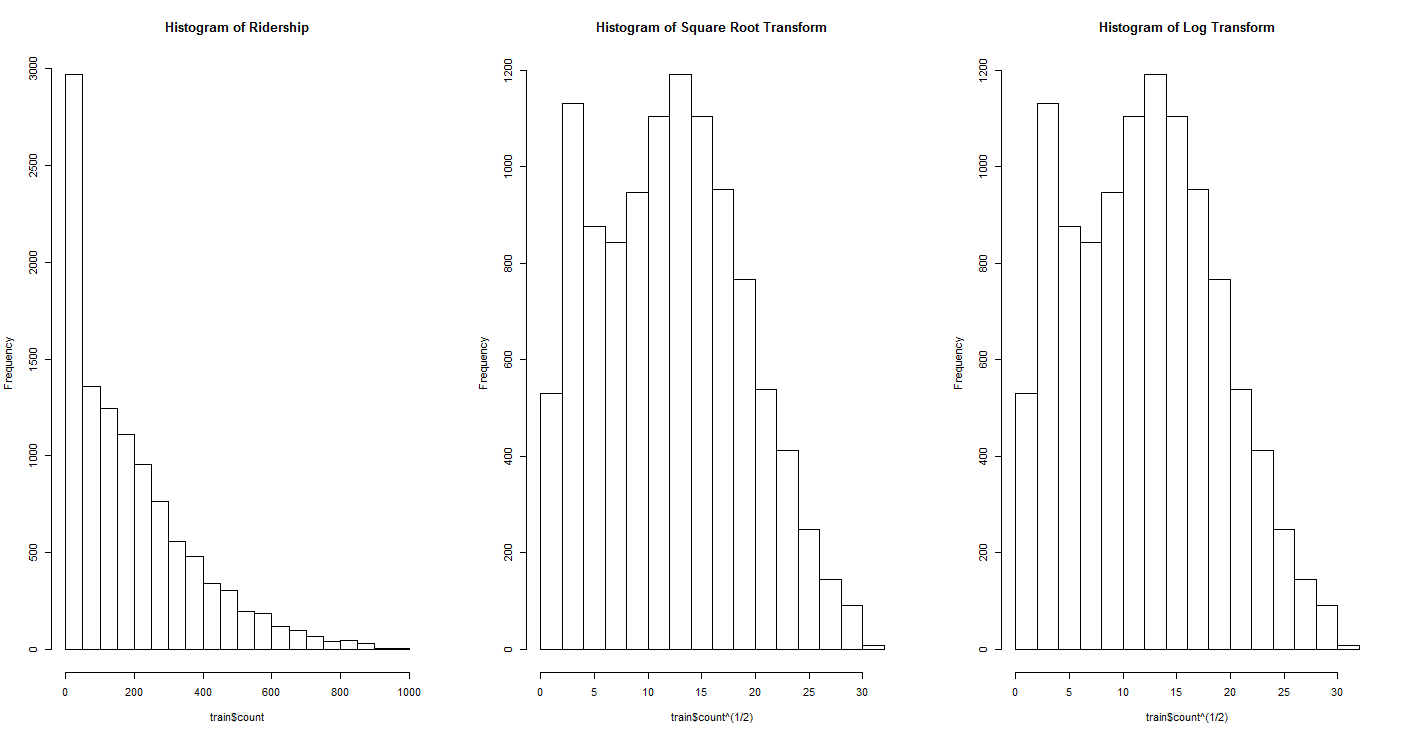 Histogram of Ridership
Frequency
0 500 1000 1500 2000 2500 3000
0 200 400 600 800 1000
train$count
Histogram of Square Root Transform
Frequency
0 200 400 600 800 1000 1200
0 5 10 15 20 25 30
train$count^(1/2)
Histogram of Log Transform
Frequency
0 200 400 600 800 1000 1200
0 5 10 15 20 25 30
train$count^(1/2)